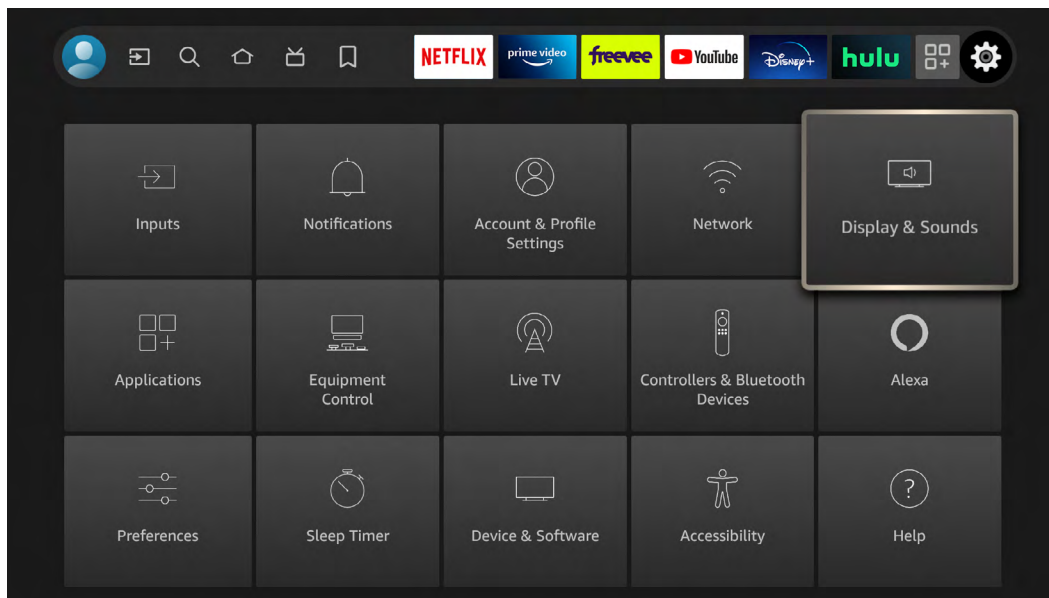 NETFLIX
prime video
freevee
YouTube
Disney+
hulu
Inputs
Notifications
Account & Profile
Settings
Network
Display & Sounds
Applications
Equipment
Control
Live TV
Controllers & Bluetooth
Devices
Alexa
Preferences
Sleep Timer
Device & Software
Accessibility
?
Help